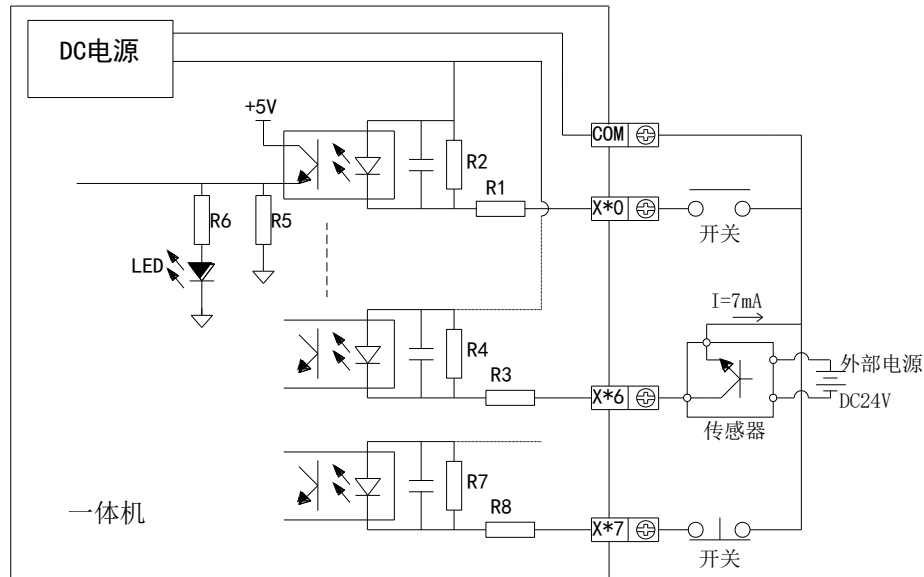 DC电源
+5V
COM
R2
R1
X*0
R6
R5
开关
LED
I=7mA
R4
R3
外部电源
X*6
DC24V
传感器
R7
一体机
R8
X*7
开关